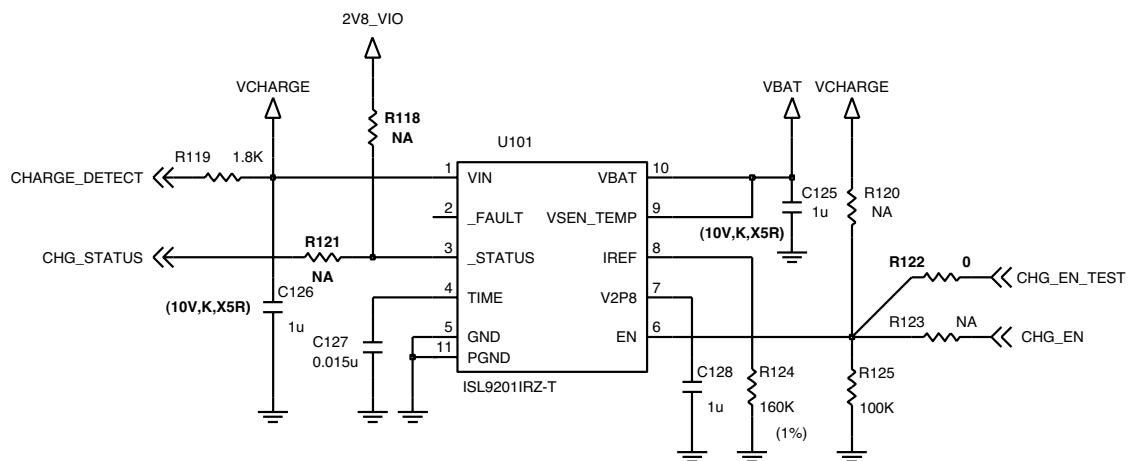 2V8_VIO
VCHARGE
VBAT
VCHARGE
R118
NA
U101
R119 1.8K
CHARGE_DETECT
1 VIN
VBAT 10
C125
1u
R120
NA
2 _FAULT
VSEN_TEMP 9
(10V,K,X5R)
R121
NA
CHG_STATUS
3 _STATUS
IREF 8
R122 0
CHG_EN_TEST
C126
(10V,K,X5R)
1u
4 TIME
V2P8 7
R123 NA
CHG_EN
C127
0.015u
5 GND
EN 6
11 PGND
ISL9201IRZ-T
C128
1u
R124
160K
(1%)
R125
100K